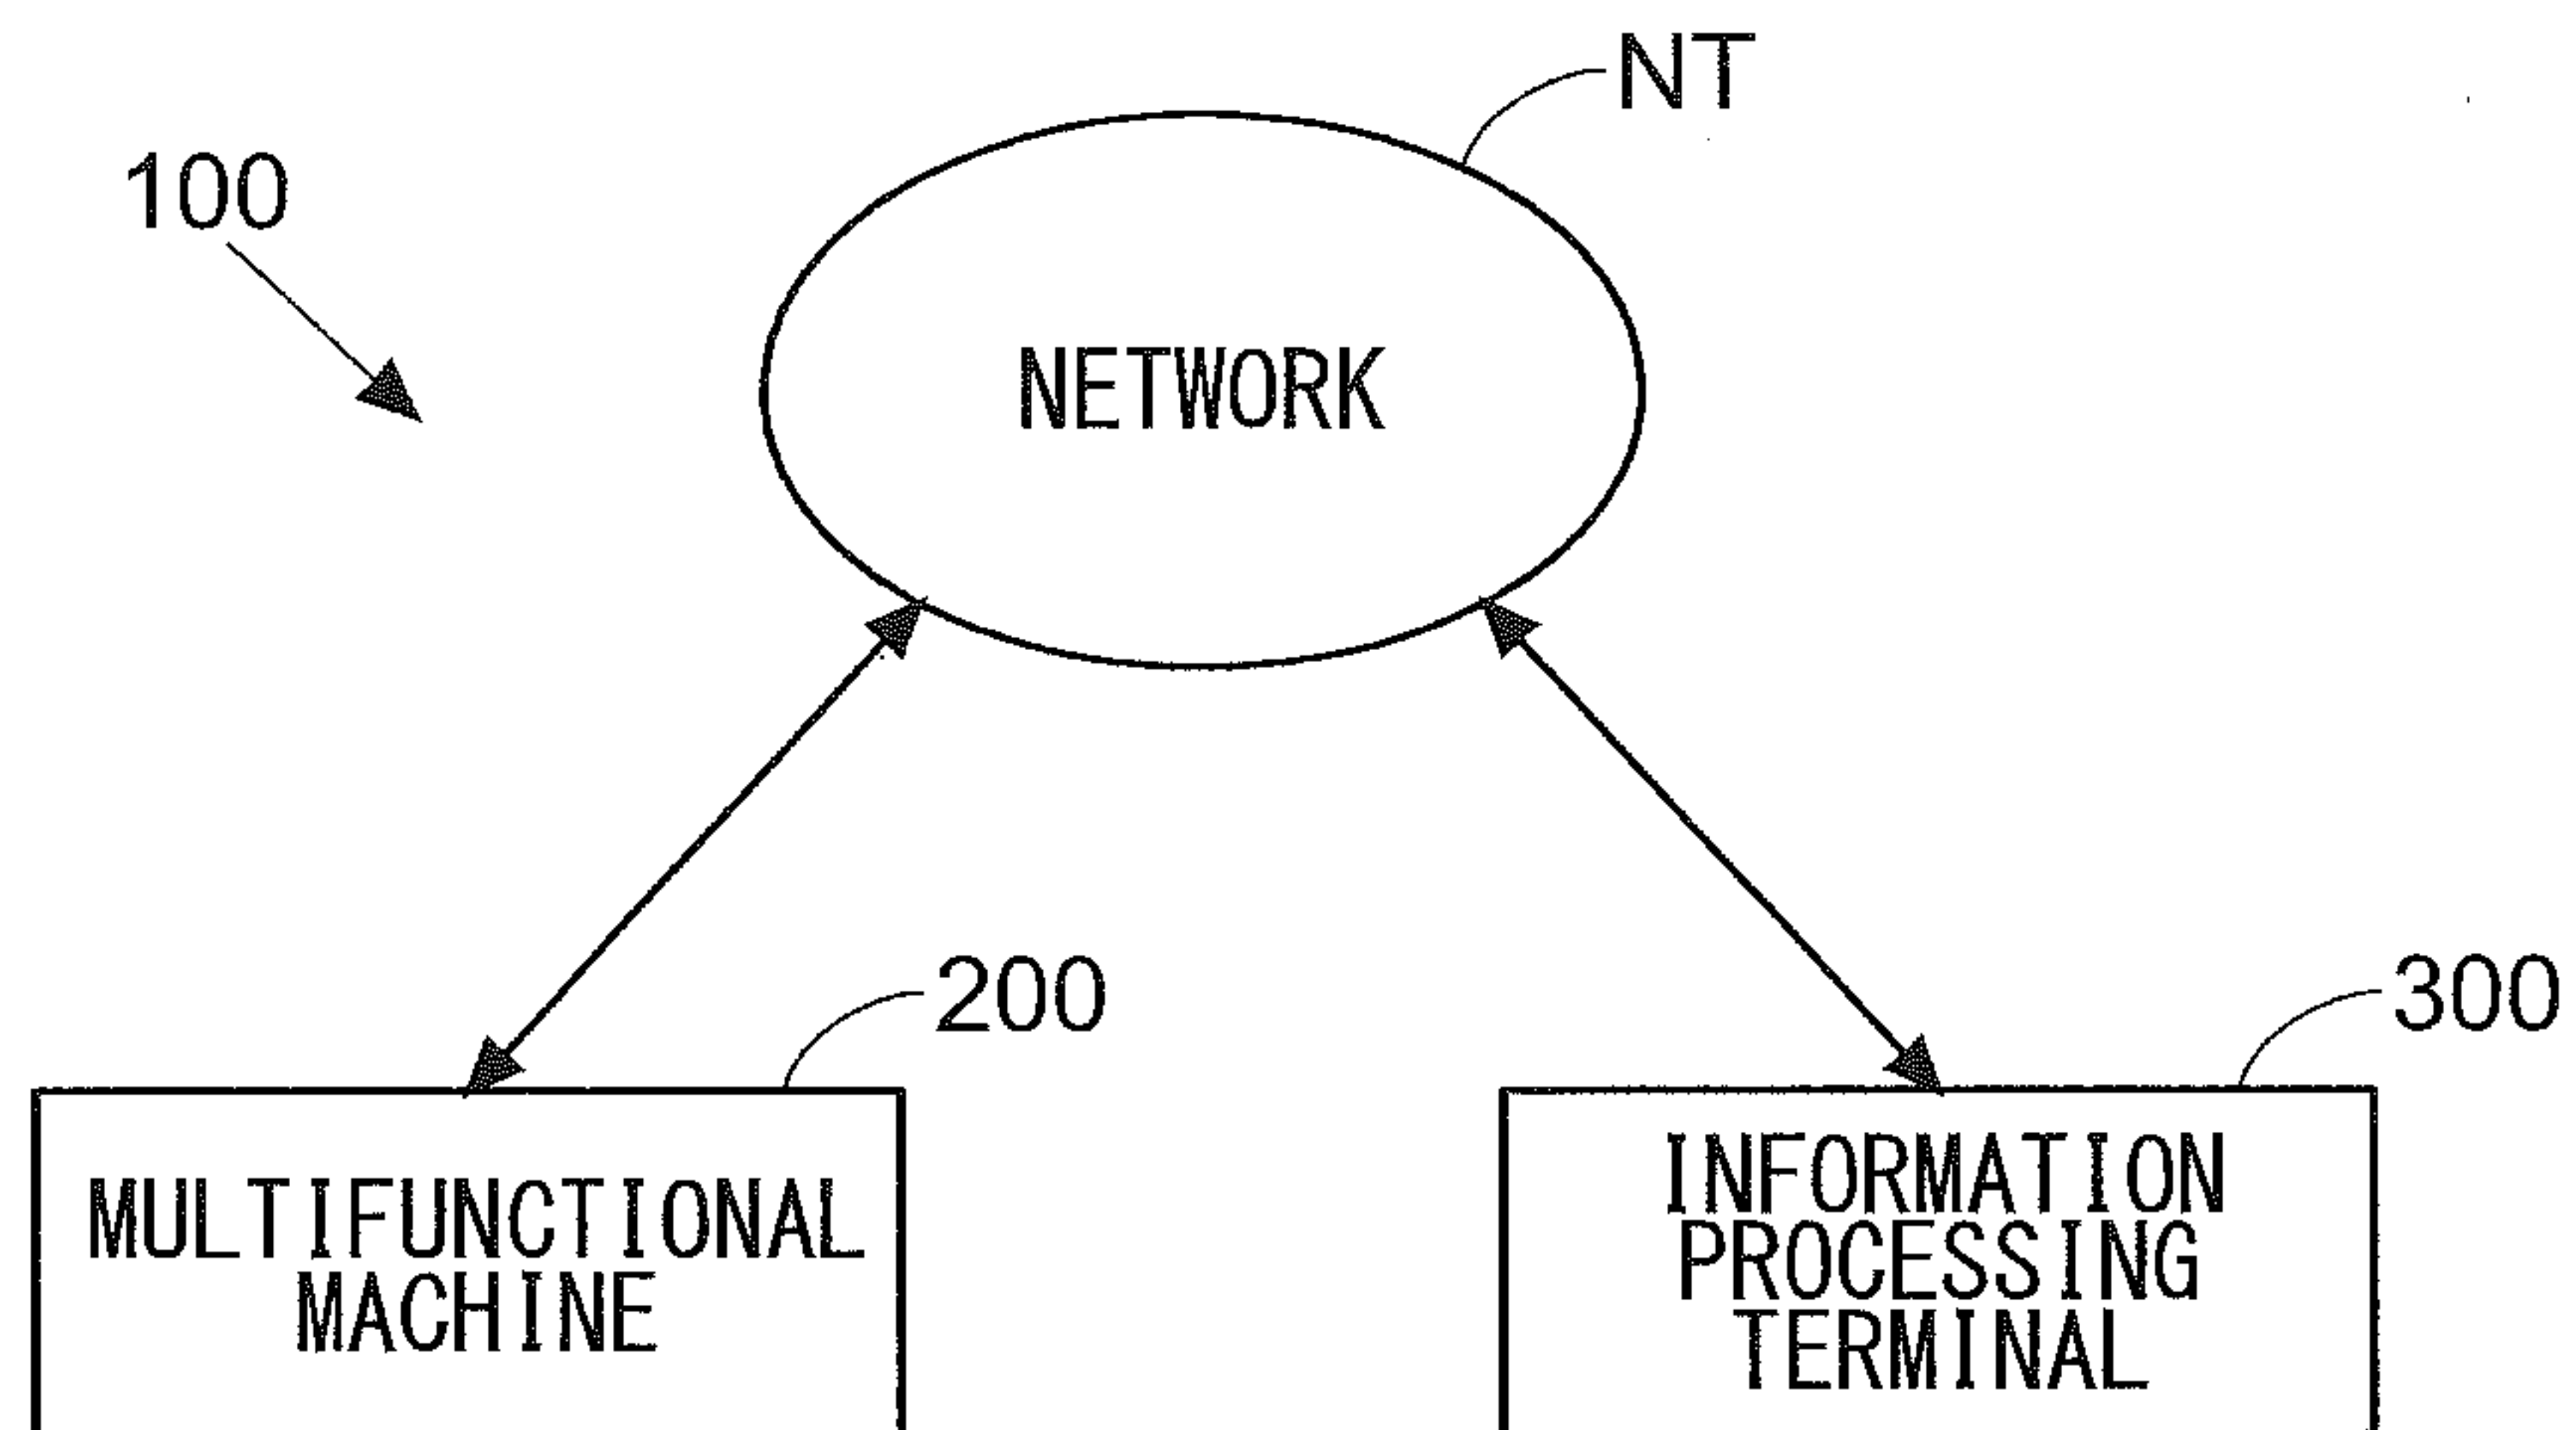 NT
100
NETWORK
200
300
MULTIFUNCTIONAL
MACHINE
INFORMATION
PROCESSING
TERMINAL